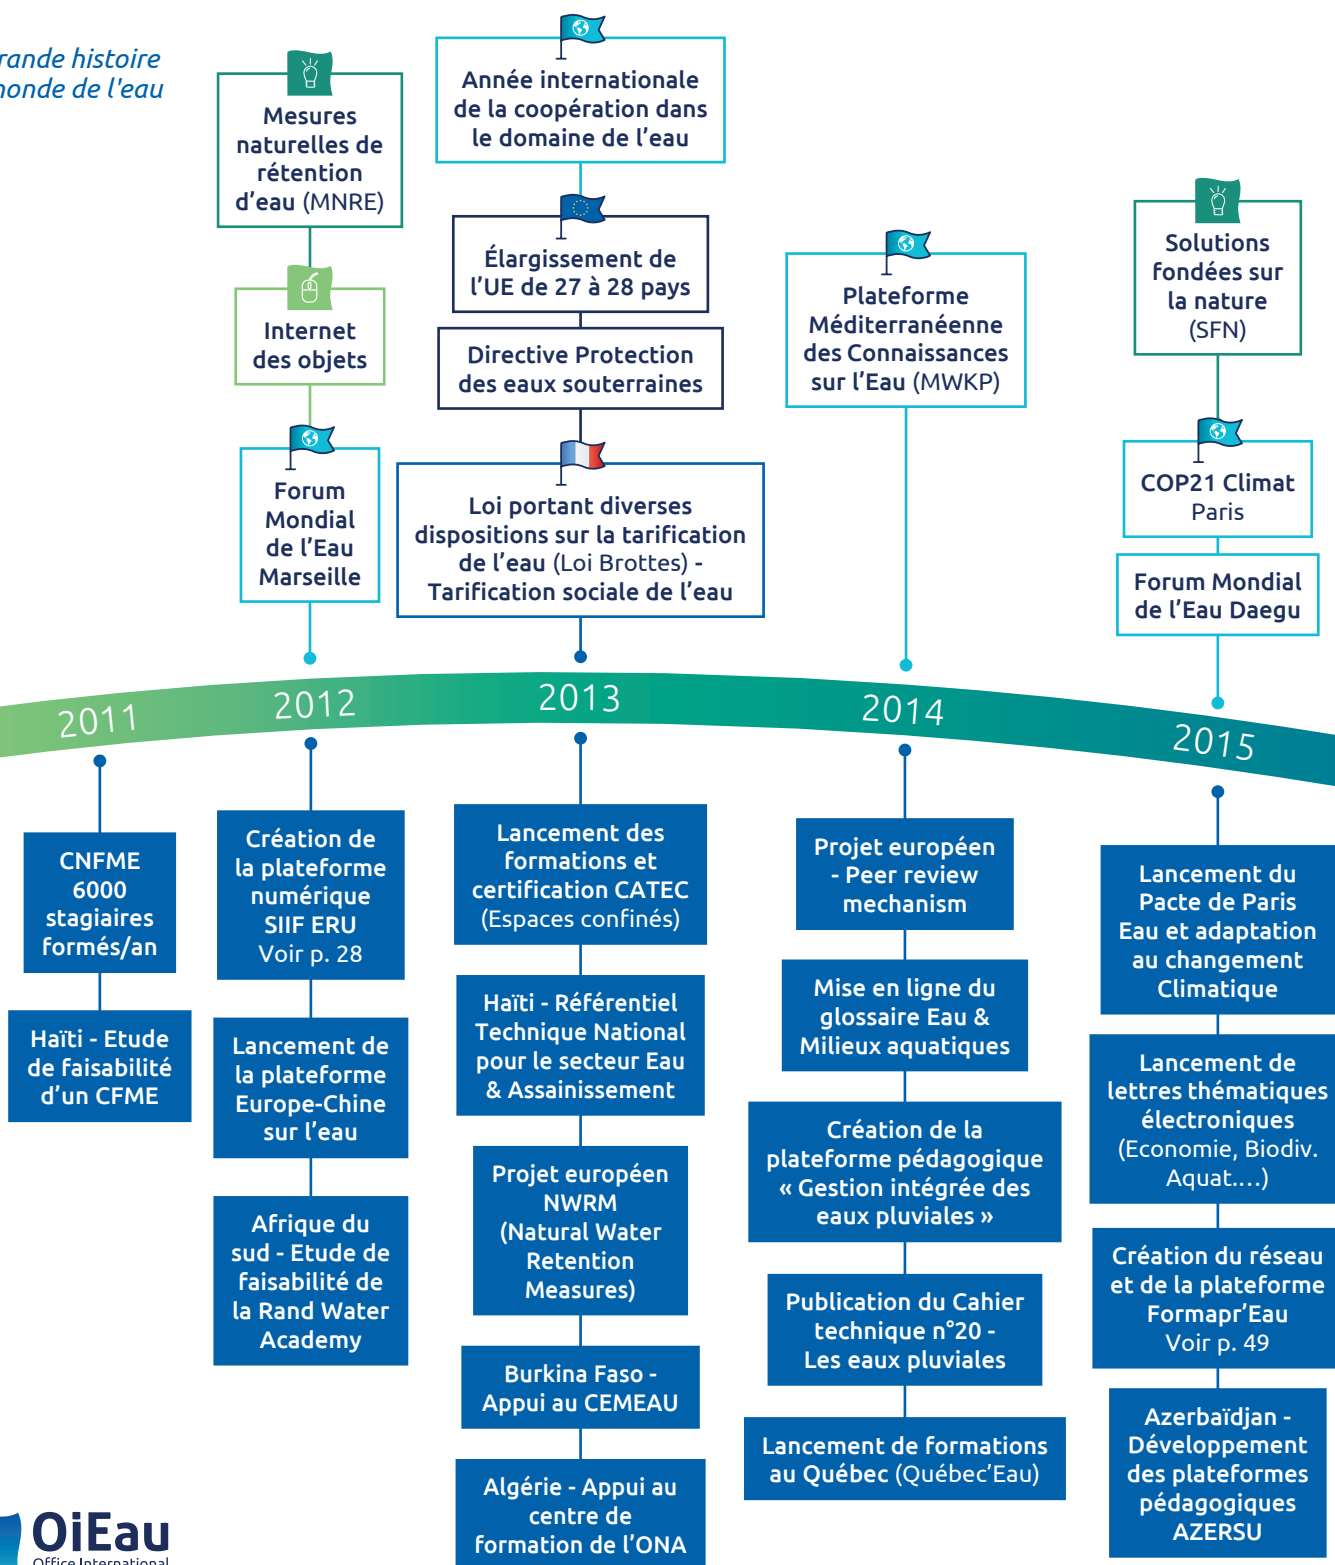 rande histoire
monde de l'eau
Mesures
naturelles de
rétention
d'eau (MNRE)
Internet
des objets
Forum
Mondial
de l'Eau
Marseille
Année internationale
de la coopération dans
le domaine de l'eau
Élargissement de
l'UE de 27 à 28 pays
Directive Protection
des eaux souterraines
Loi portant diverses
dispositions sur la tarification
de l'eau (Loi Brottes) -
Tarification sociale de l'eau
Plateforme
Méditerranéenne
des Connaissances
sur l'Eau (MWKP)
Solutions
fondées sur
la nature
(SFN)
COP21 Climat
Paris
Forum Mondial
de l'Eau Daegu
2011
2012
2013
2014
2015
CNFME
6000
stagiaires
formés/an
Haïti - Etude
de faisabilité
d'un CFME
Création de
la plateforme
numérique
SIIF ERU
Voir p. 28
Lancement de
la plateforme
Europe-Chine
sur l'eau
Afrique du
sud - Etude de
faisabilité de
la Rand Water
Academy
Lancement des
formations et
certification CATEC
(Espaces confinés)
Haïti - Référentiel
Technique National
pour le secteur Eau
& Assainissement
Projet européen
NWRM
(Natural Water
Retention
Measures)
Burkina Faso -
Appui au CEMEAU
Algérie - Appui au
centre de
formation de l'ONA
Projet européen
- Peer review
mechanism
Mise en ligne du
glossaire Eau &
Milieux aquatiques
Création de la
plateforme pédagogique
« Gestion intégrée des
eaux pluviales »
Publication du Cahier
technique n°20 -
Les eaux pluviales
Lancement de formations
au Québec (Québec'Eau)
Lancement du
Pacte de Paris
Eau et adaptation
au changement
Climatique
Lancement de
lettres thématiques
électroniques
(Economie, Biodiv.
Aquat.…)
Création du réseau
et de la plateforme
Formapr'Eau
Voir p. 49
Azerbaïdjan -
Développement
des plateformes
pédagogiques
AZERSU
OiEau
Office International